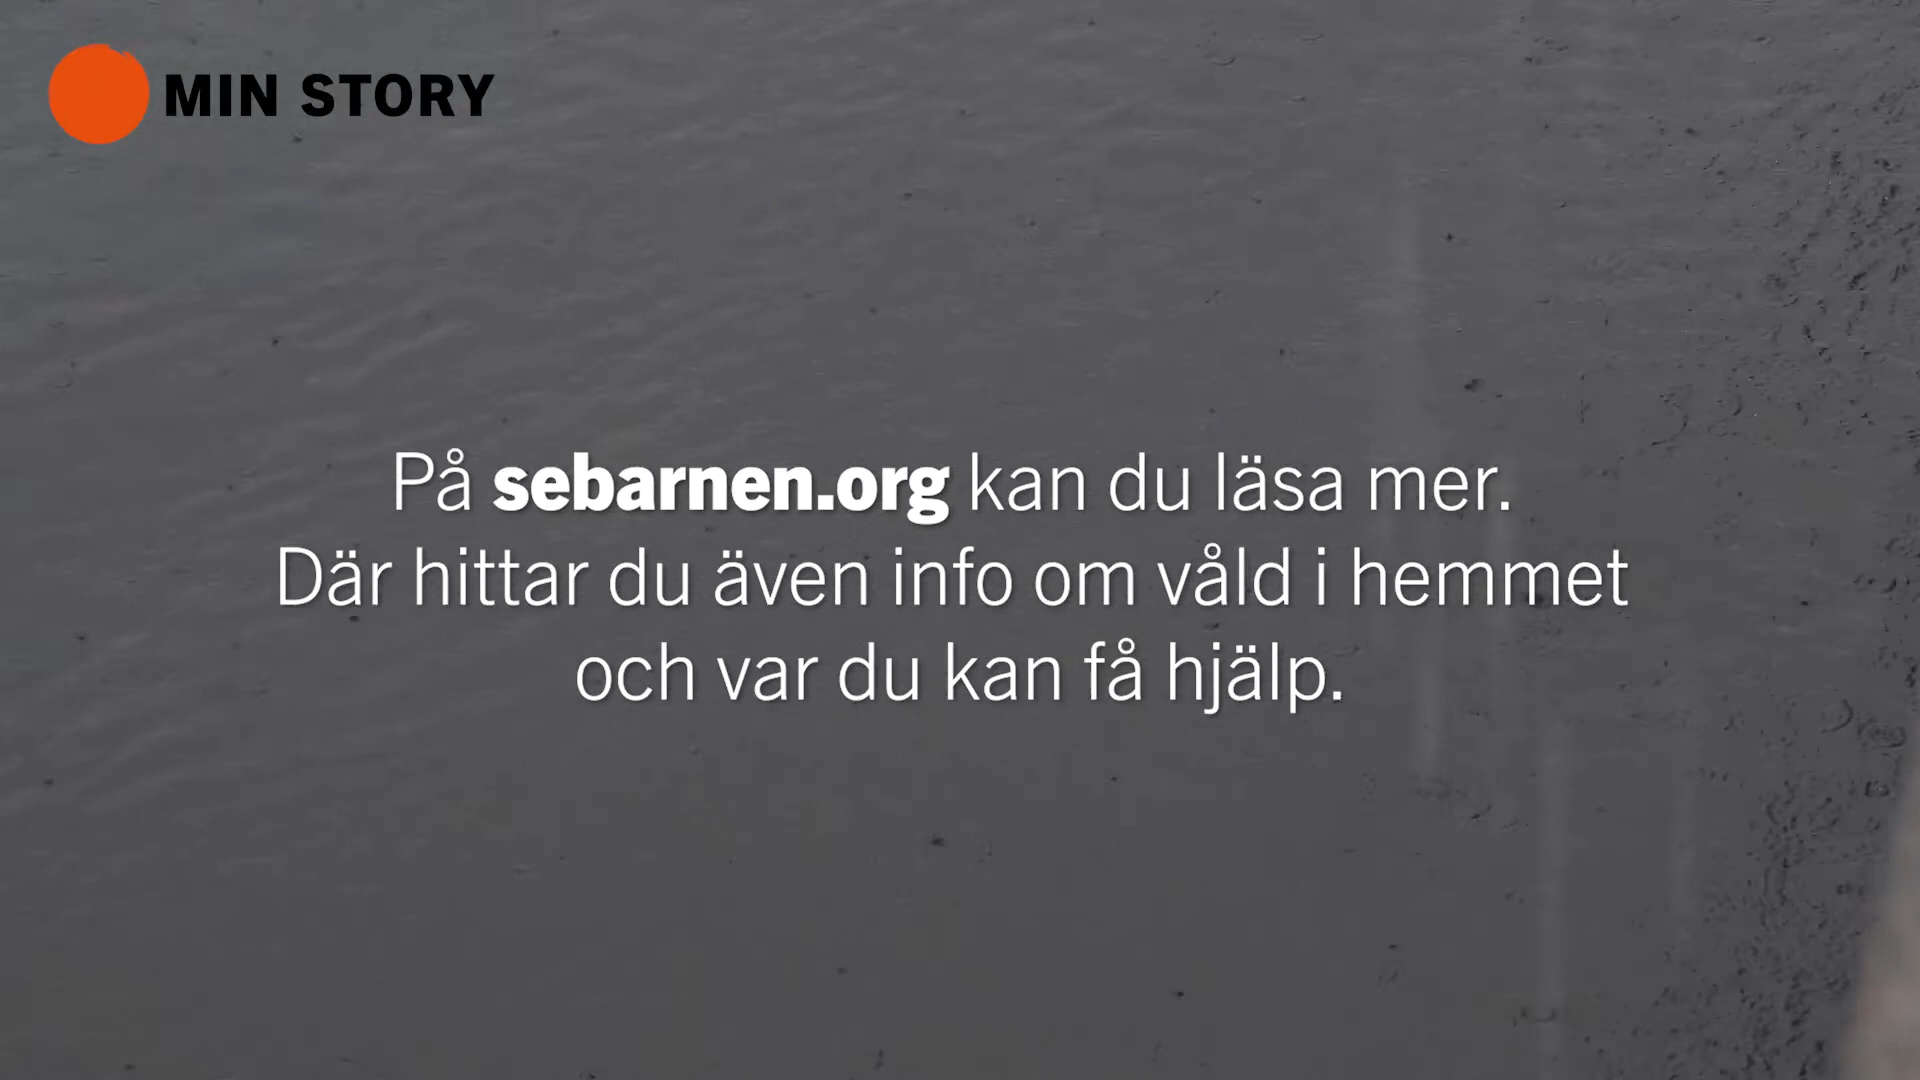 MIN STORY
På sebarnen.org kan du läsa mer.
Där hittar du även info om våld i hemmet
och var du kan få hjälp.